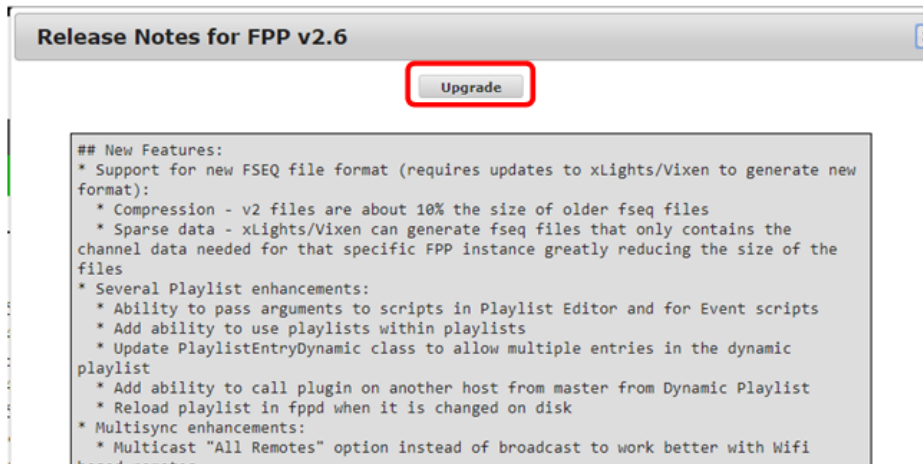 Release Notes for FPP v2.6
Upgrade
## New Features:
* Support for new FSEQ file format (requires updates to xLights/Vixen to generate new
format):
* Compression - v2 files are about 10% the size of older fseq files
* Sparse data - xLights/Vixen can generate fseq files that only contains the
channel data needed for that specific FPP instance greatly reducing the size of the
files
* Several Playlist enhancements:
* Ability to pass arguments to scripts in Playlist Editor and for Event scripts
* Add ability to use playlists within playlists
* Update PlaylistEntryDynamic class to allow multiple entries in the dynamic
playlist
* Add ability to call plugin on another host from master from Dynamic Playlist
* Reload playlist in fppd when it is changed on disk
* Multisync enhancements:
* Multicast "All Remotes" option instead of broadcast to work better with Wifi